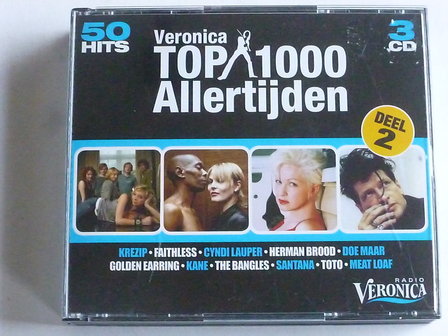 50 HITS
Veronica
TOP 1000
Allertijden
3 CD
DEEL 2
KREZIP • FAITHLESS • CYNDI LAUPER • HERMAN BROOD • DOE MAAR
GOLDEN EARRING • KANE • THE BANGLES • SANTANA • TOTO • MEAT LOAF
RADIO
VERONICA